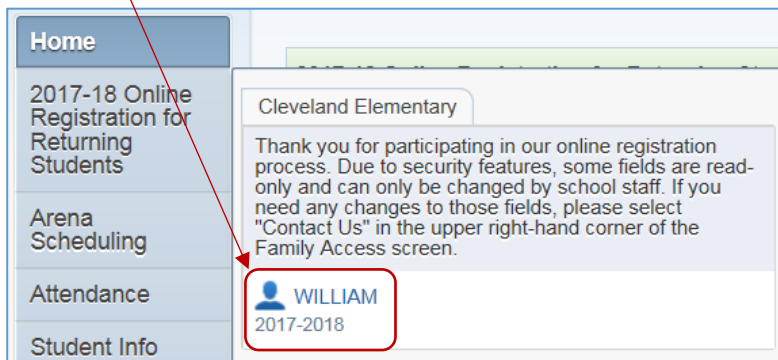 Home
2017-18 Online
Registration for
Returning
Students
Arena
Scheduling
Attendance
Student Info
Cleveland Elementary
Thank you for participating in our online registration
process. Due to security features, some fields are read-
only and can only be changed by school staff. If you
need any changes to those fields, please select
"Contact Us" in the upper right-hand corner of the
Family Access screen.
WILLIAM
2017-2018